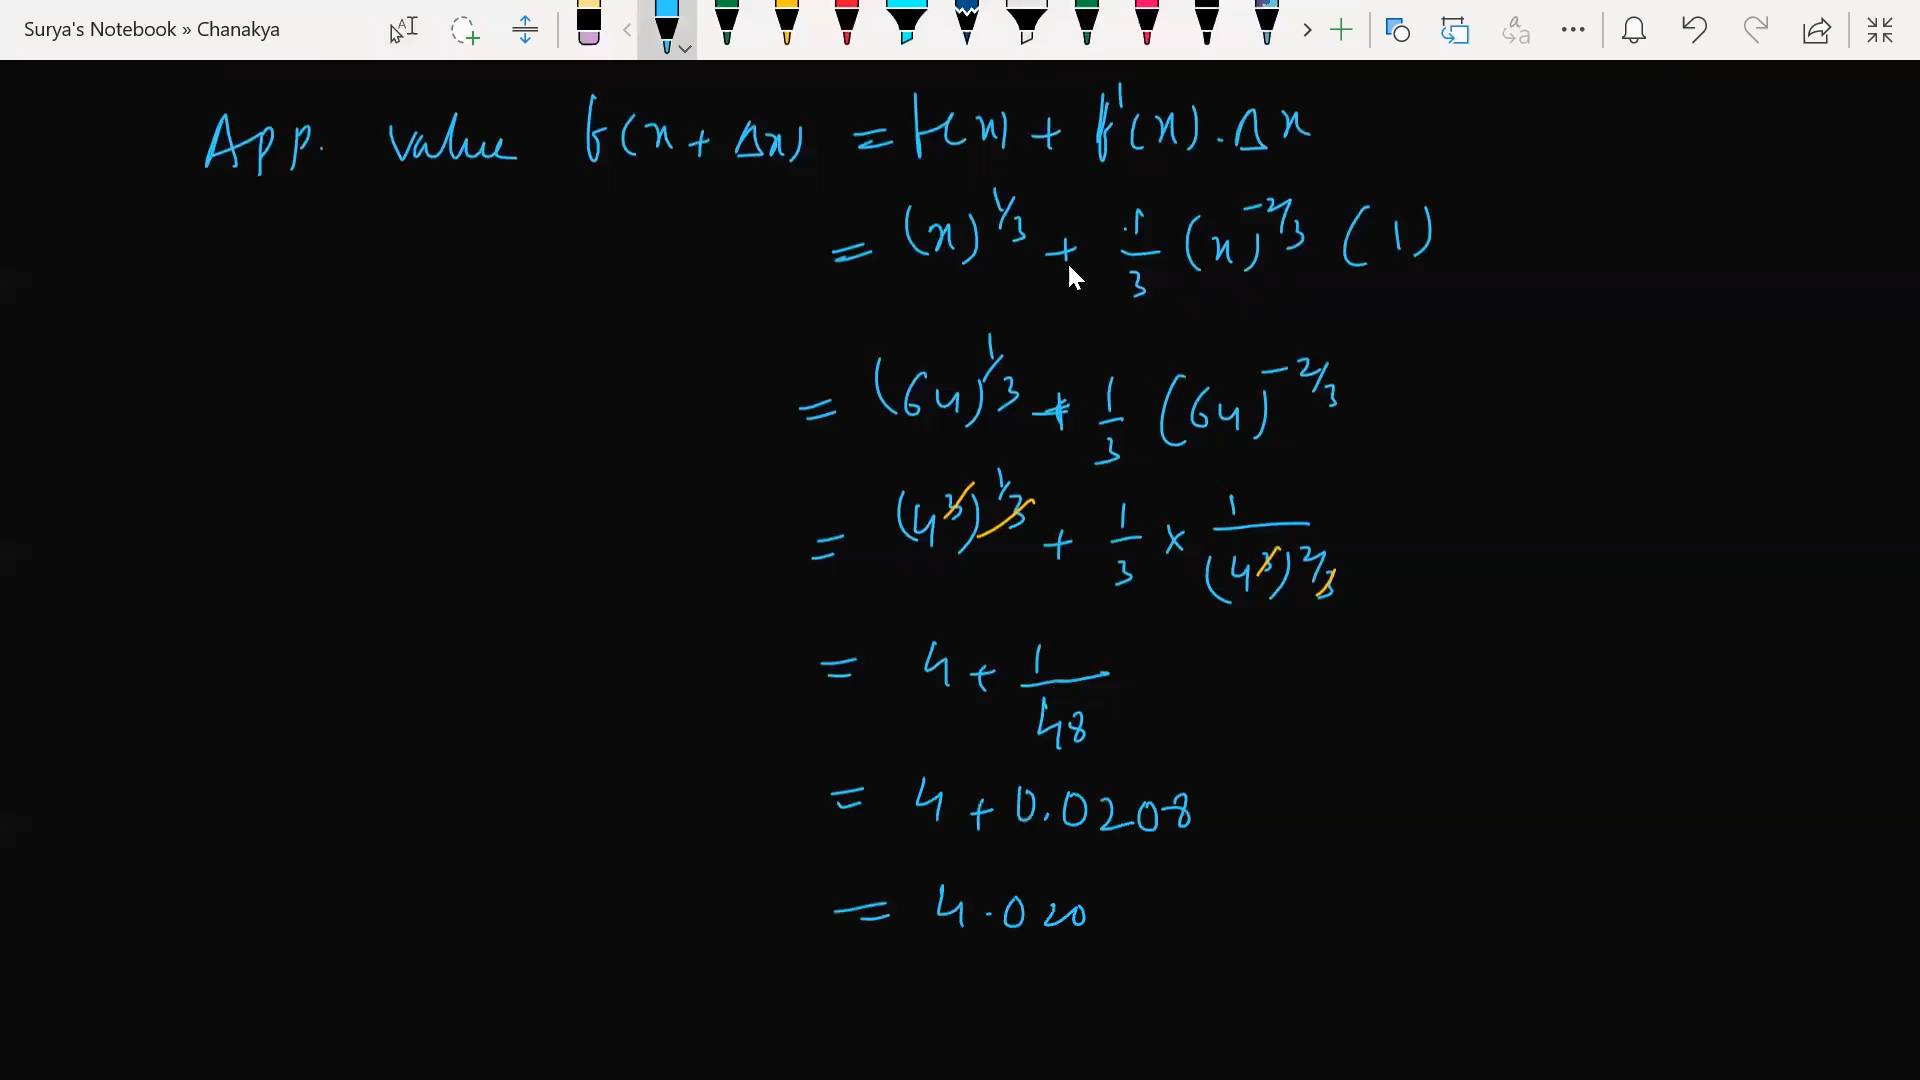 Surya's Notebook » Chanakya
App. value f(x + Δx) = f(x) + f'(x) . Δx
= (x)^1/3 + 1/3 (x)^-2/3 (1)
= (64)^1/3 + 1/3 (64)^-2/3
= (4^3)^1/3 + 1/3 × 1/(4^3)^2/3
= 4 + 1/48
= 4 + 0.0208
= 4.020